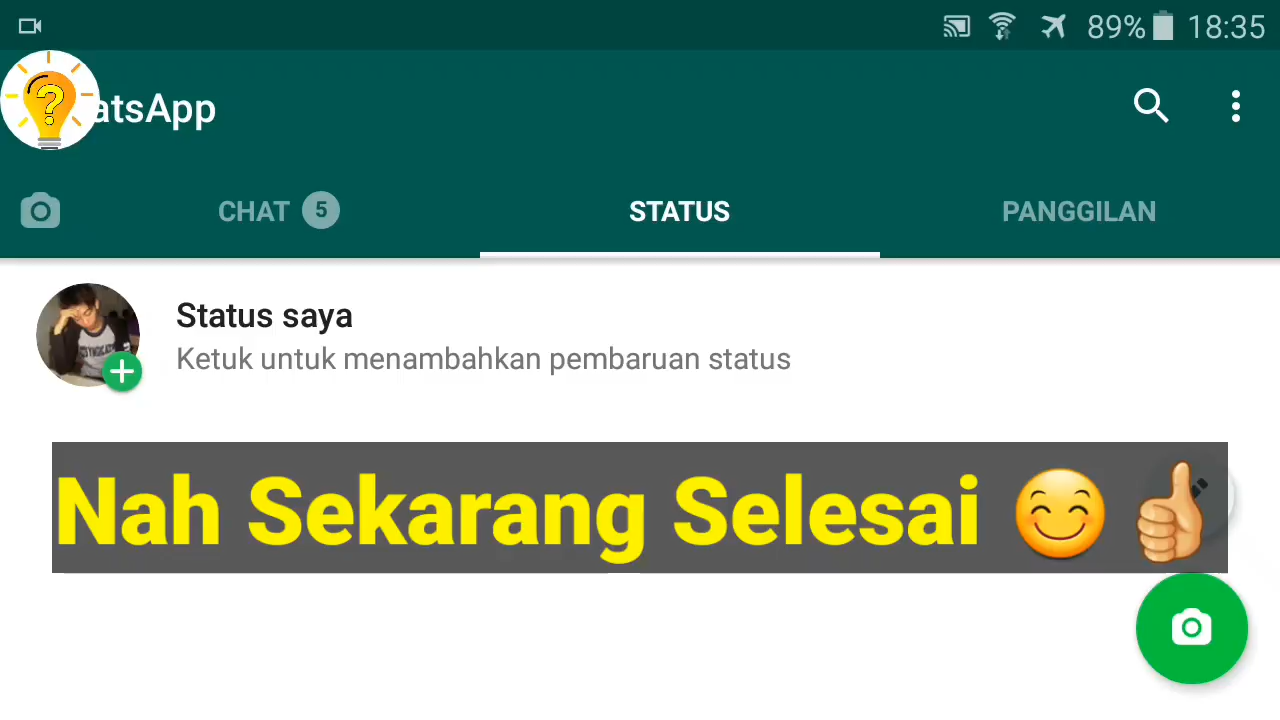 89% 18:35
atsApp
CHAT 5 STATUS PANGGILAN
Status saya
Ketuk untuk menambahkan pembaruan status
Nah Sekarang Selesai 😊 👍